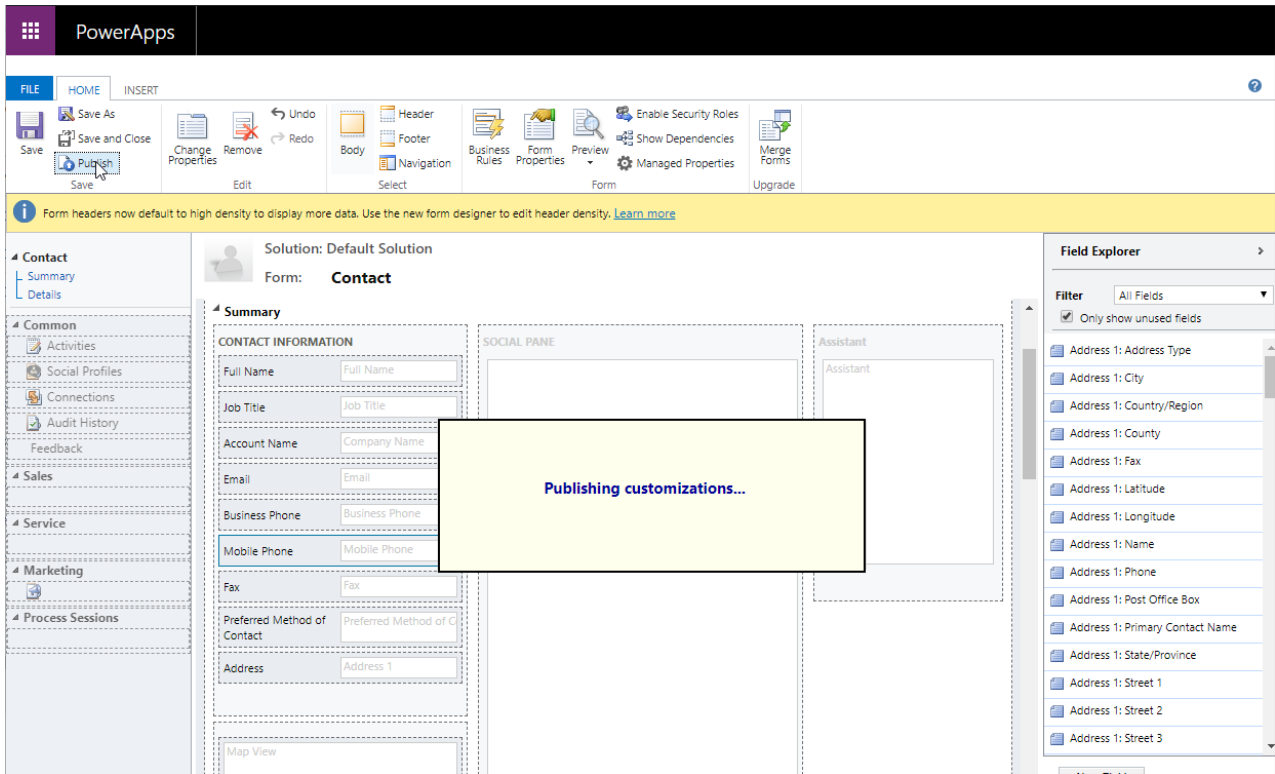 PowerApps
FILE
HOME
INSERT
Save
Save As
Save and Close
Publish
Save
Change Properties
Remove
Undo
Redo
Edit
Body
Header
Footer
Navigation
Select
Business Rules
Form Properties
Preview
Enable Security Roles
Show Dependencies
Managed Properties
Form
Merge Forms
Upgrade
Form headers now default to high density to display more data. Use the new form designer to edit header density. Learn more
Contact
Summary
Details
Common
Activities
Social Profiles
Connections
Audit History
Feedback
Sales
Service
Marketing
Process Sessions
Solution: Default Solution
Form: Contact
Summary
CONTACT INFORMATION
Full Name Full Name
Job Title Job Title
Account Name Company Name
Email Email
Business Phone Business Phone
Mobile Phone Mobile Phone
Fax Fax
Preferred Method of Preferred Method of C
Contact
Address Address 1
Map View
SOCIAL PANE
Assistant
Assistant
Publishing customizations...
Field Explorer
Filter All Fields
Only show unused fields
Address 1: Address Type
Address 1: City
Address 1: Country/Region
Address 1: County
Address 1: Fax
Address 1: Latitude
Address 1: Longitude
Address 1: Name
Address 1: Phone
Address 1: Post Office Box
Address 1: Primary Contact Name
Address 1: State/Province
Address 1: Street 1
Address 1: Street 2
Address 1: Street 3